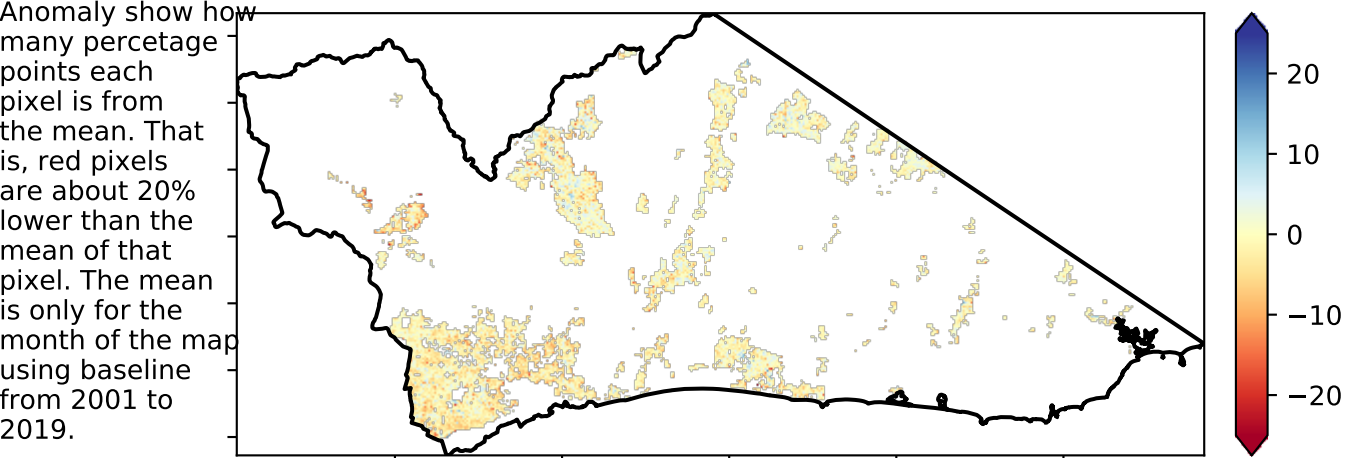 Anomaly show how
many percetage
points each
pixel is from
the mean. That
is, red pixels
are about 20%
lower than the
mean of that
pixel. The mean
is only for the
month of the map
using baseline
from 2001 to
2019.
20
10
0
−10
−20